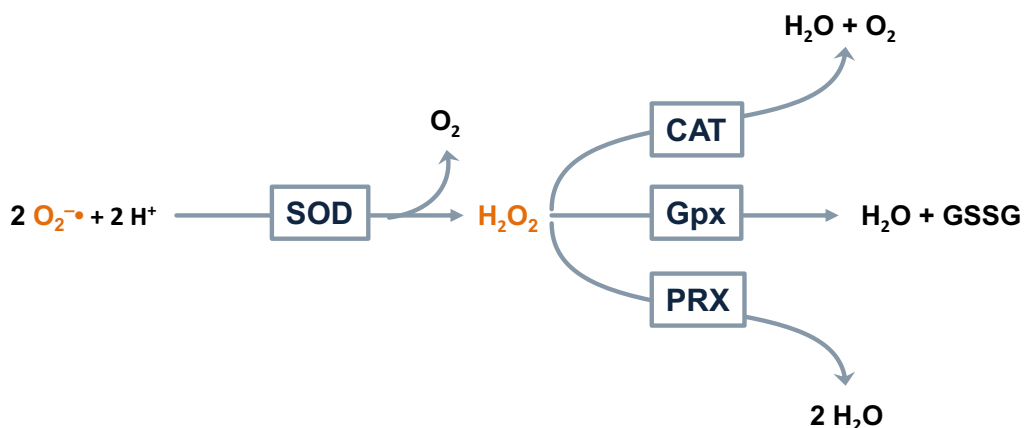 H₂O + O₂
CAT
O₂
2 O₂⁻• + 2 H⁺
SOD
H₂O₂
Gpx
H₂O + GSSG
PRX
2 H₂O